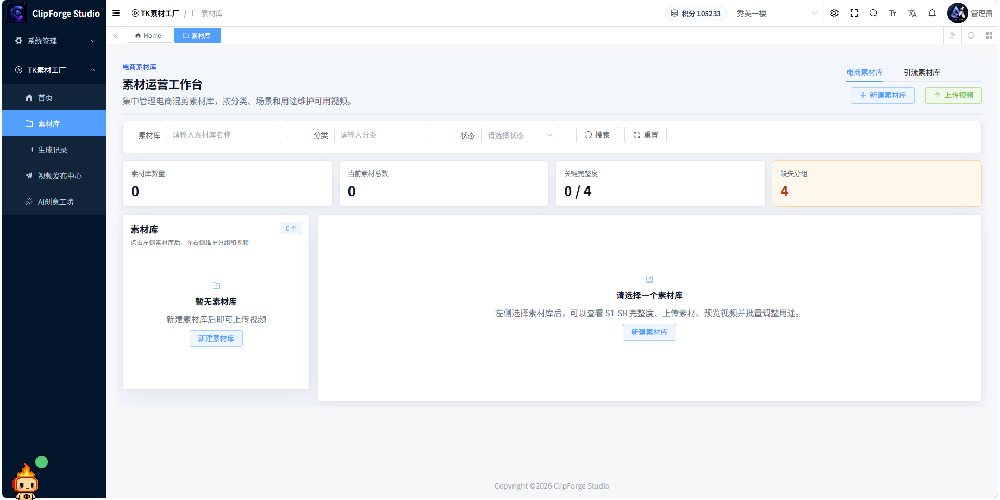 ClipForge Studio
TK素材工厂 / 素材库
积分 105233
秀美一楼
管理员
系统管理
TK素材工厂
首页
素材库
生成记录
视频发布中心
AI创意工坊
Home
素材库
电商素材库
素材运营工作台
集中管理电商混剪素材库，按分类、场景和用途维护可用视频。
电商素材库
引流素材库
新建素材库
上传视频
素材库 请输入素材库名称
分类 请输入分类
状态 请选择状态
搜索
重置
素材库数量
0
当前素材总数
0
关键完整度
0 / 4
缺失分组
4
素材库
0 个
点击左侧素材库后，在右侧维护分组和视频
暂无素材库
新建素材库后即可上传视频
新建素材库
请选择一个素材库
左侧选择素材库后，可以查看 S1-S8 完整度、上传素材、预览视频并批量调整用途。
新建素材库
Copyright ©2026 ClipForge Studio